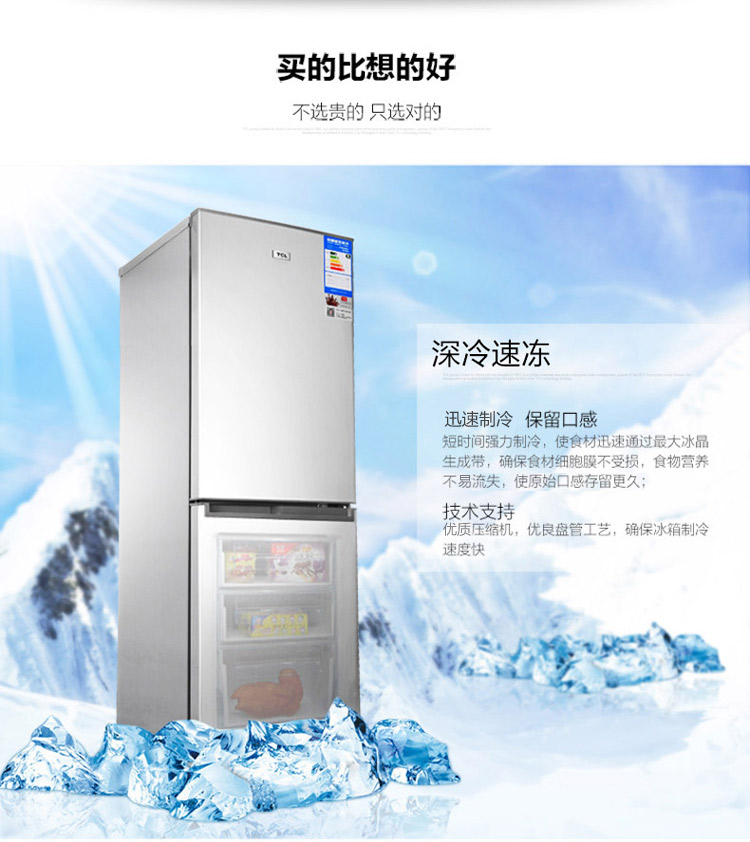 买的比想的好
不选贵的 只选对的
TCL
深冷速冻
迅速制冷 保留口感
短时间强力制冷，使食材迅速通过最大冰晶
生成带，确保食材细胞膜不受损，食物营养
不易流失，使原始口感存留更久；
技术支持
优质压缩机，优良盘管工艺，确保冰箱制冷
速度快